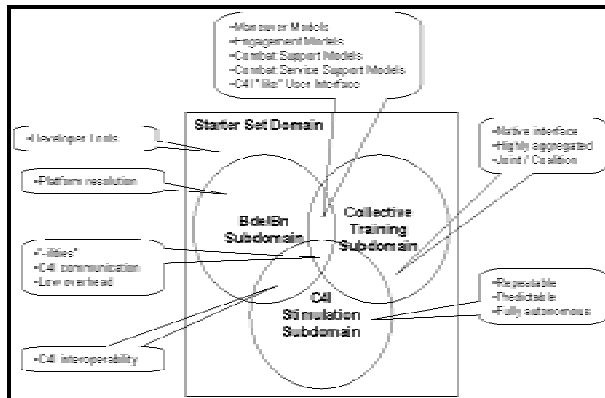 -Maneuver Models
-Engagement Models
-Combat Support Models
-Combat Service Support Models
-C4I "like" User Interface
Starter Set Domain
-Developer Tools
-Native interface
-Highly aggregated
-Joint / Coalition
-Platform resolution
Bde/Bn
Subdomain
Collective
Training
Subdomain
-"-ilities"
-C4I communication
-Low overhead
C4I
Stimulation
Subdomain
-Repeatable
-Predictable
-Fully autonomous
-C4I interoperability